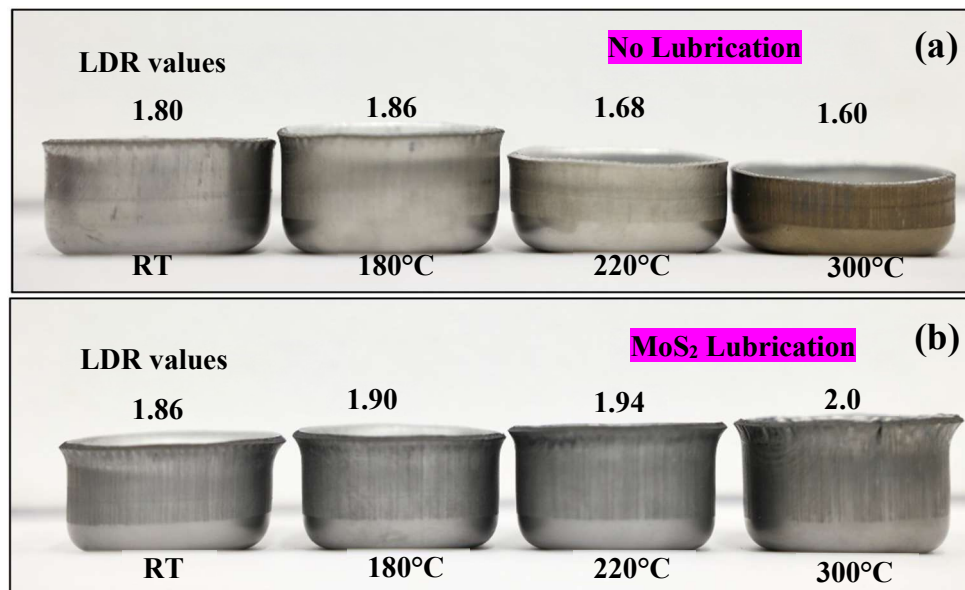 No Lubrication (a)
LDR values
1.80 1.86 1.68 1.60
RT 180°C 220°C 300°C
MoS₂ Lubrication (b)
LDR values
1.86 1.90 1.94 2.0
RT 180°C 220°C 300°C